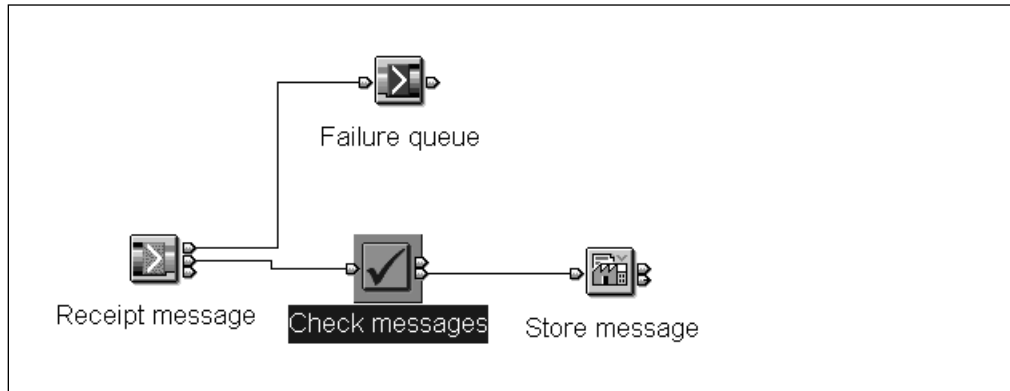 Failure queue
Receipt message
Check messages
Store message